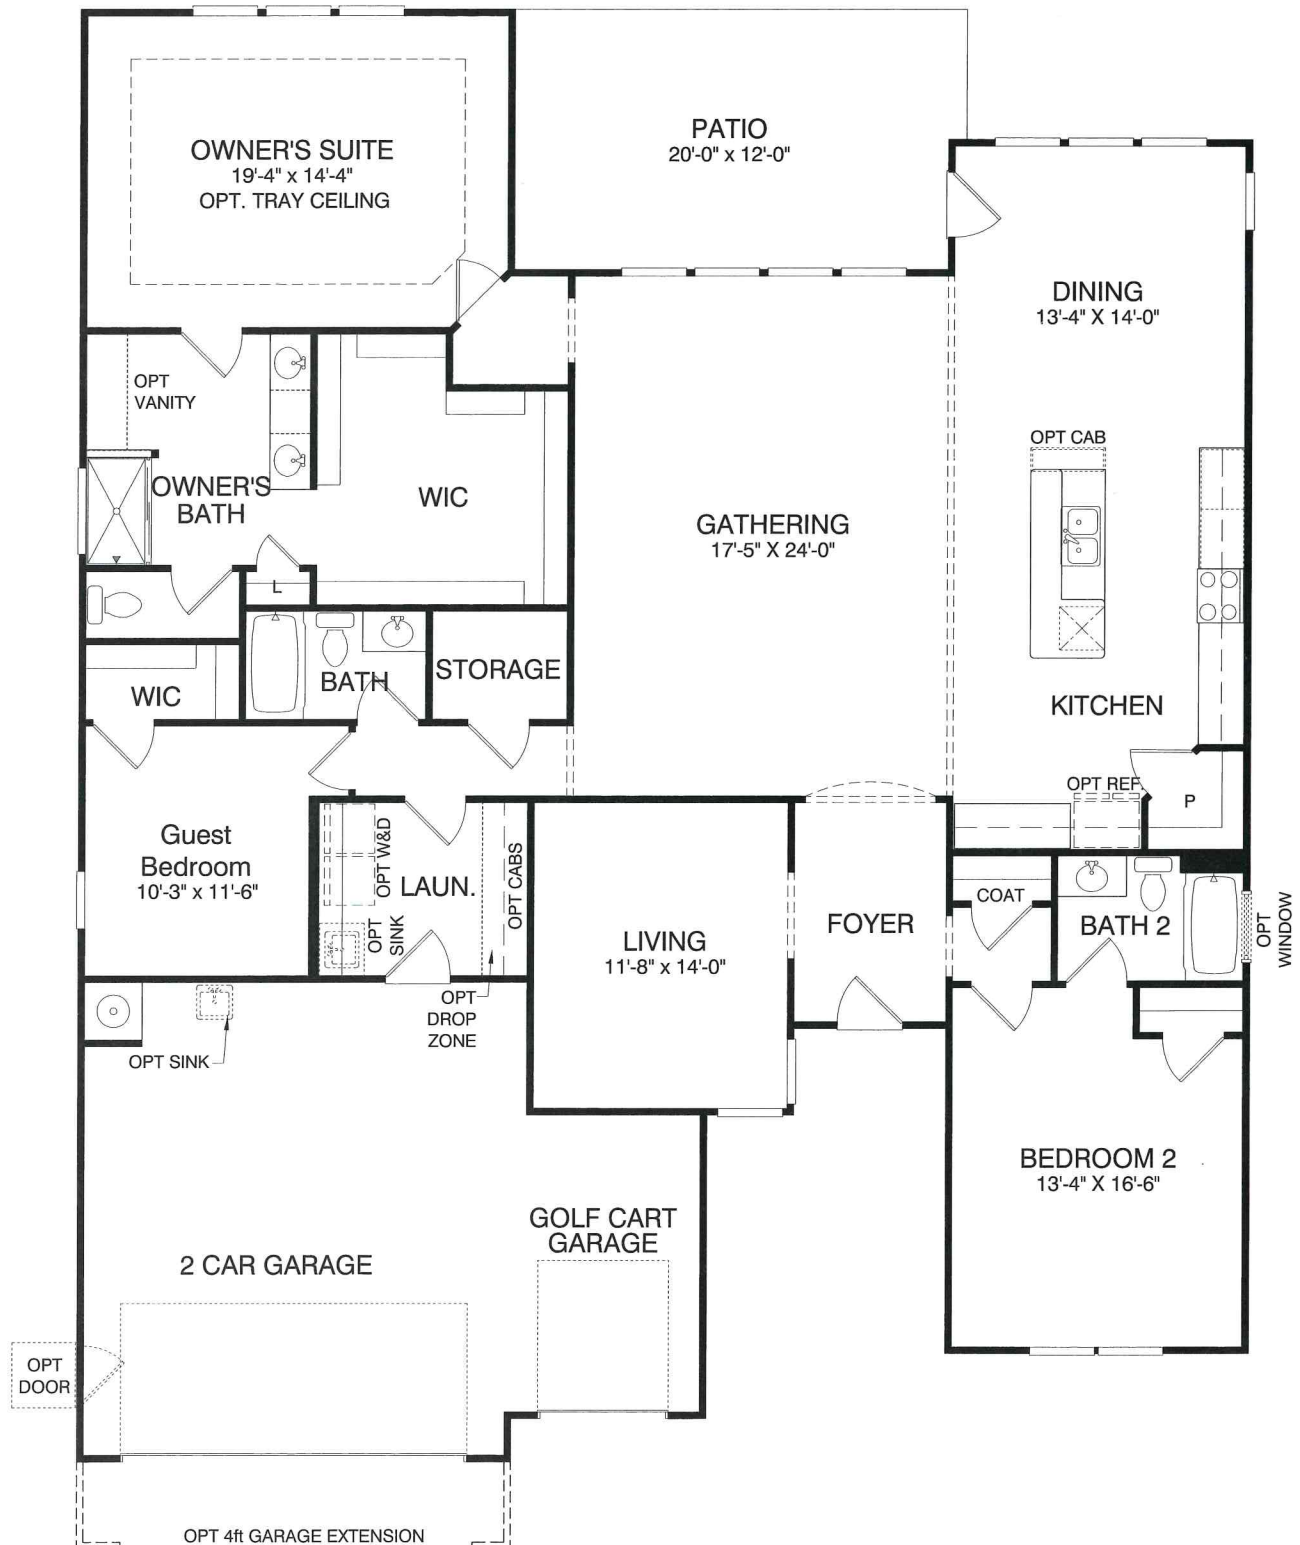 OWNER'S SUITE
19'-4" x 14'-4"
OPT. TRAY CEILING
PATIO
20'-0" x 12'-0"
DINING
13'-4" X 14'-0"
OPT
VANITY
OWNER'S
BATH
WIC
L
GATHERING
17'-5" X 24'-0"
OPT CAB
KITCHEN
OPT REF.
P
WIC
BATH
STORAGE
Guest
Bedroom
10'-3" x 11'-6"
OPT W&D
LAUN.
OPT CABS
OPT
SINK
OPT
DROP
ZONE
OPT SINK
LIVING
11'-8" x 14'-0"
FOYER
COAT
BATH 2
OPT
WINDOW
BEDROOM 2
13'-4" X 16'-6"
2 CAR GARAGE
GOLF CART
GARAGE
OPT
DOOR
OPT 4ft GARAGE EXTENSION